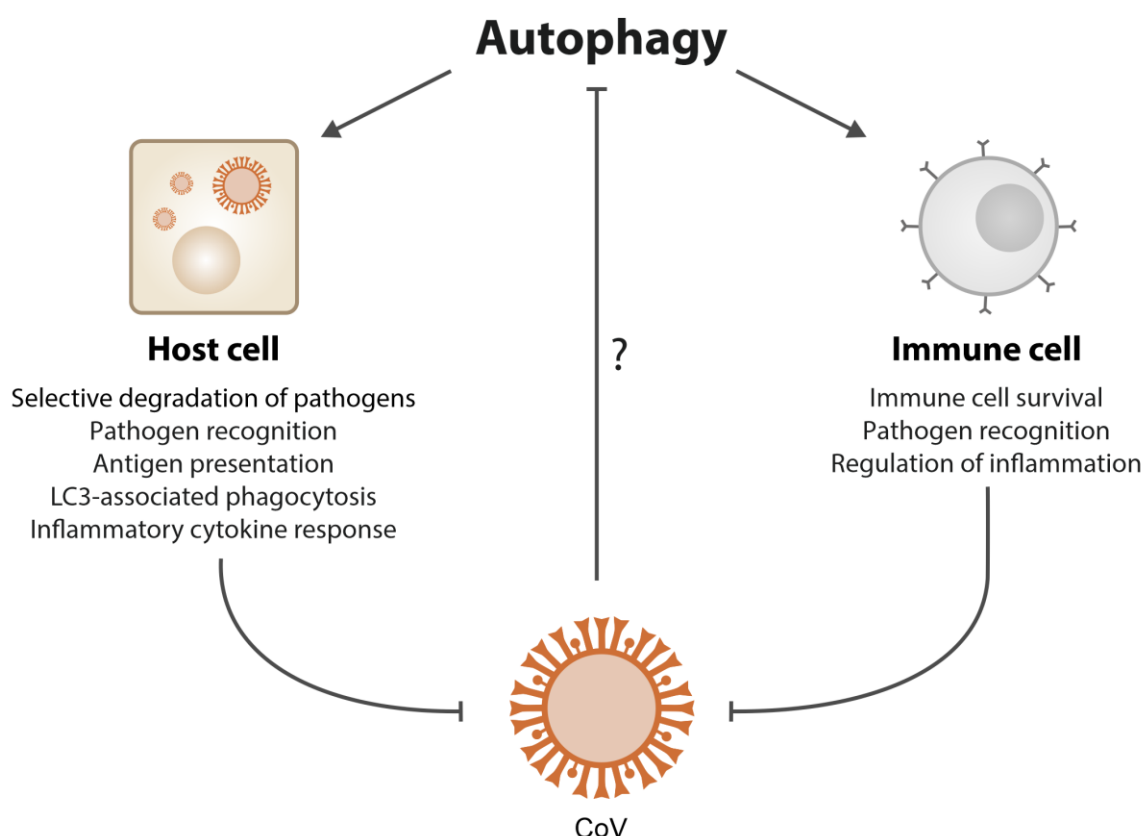 Autophagy
Host cell
Selective degradation of pathogens
Pathogen recognition
Antigen presentation
LC3-associated phagocytosis
Inflammatory cytokine response
?
Immune cell
Immune cell survival
Pathogen recognition
Regulation of inflammation
CoV